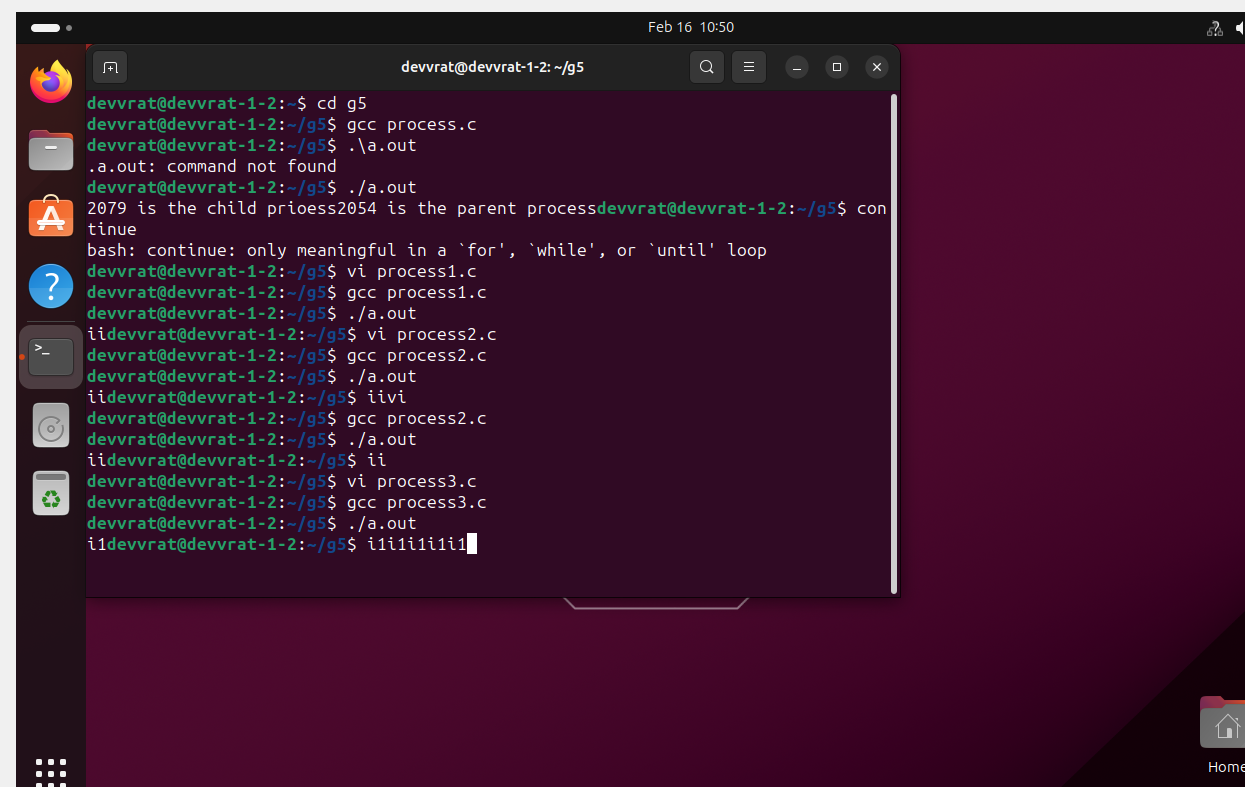 Feb 16 10:50
devvrat@devvrat-1-2: ~/g5
devvrat@devvrat-1-2:~$ cd g5
devvrat@devvrat-1-2:~/g5$ gcc process.c
devvrat@devvrat-1-2:~/g5$ .\a.out
.a.out: command not found
devvrat@devvrat-1-2:~/g5$ ./a.out
2079 is the child prioess2054 is the parent processdevvrat@devvrat-1-2:~/g5$ con
tinue
bash: continue: only meaningful in a `for', `while', or `until' loop
devvrat@devvrat-1-2:~/g5$ vi process1.c
devvrat@devvrat-1-2:~/g5$ gcc process1.c
devvrat@devvrat-1-2:~/g5$ ./a.out
iidevvrat@devvrat-1-2:~/g5$ vi process2.c
devvrat@devvrat-1-2:~/g5$ gcc process2.c
devvrat@devvrat-1-2:~/g5$ ./a.out
iidevvrat@devvrat-1-2:~/g5$ iivi
devvrat@devvrat-1-2:~/g5$ gcc process2.c
devvrat@devvrat-1-2:~/g5$ ./a.out
iidevvrat@devvrat-1-2:~/g5$ ii
devvrat@devvrat-1-2:~/g5$ vi process3.c
devvrat@devvrat-1-2:~/g5$ gcc process3.c
devvrat@devvrat-1-2:~/g5$ ./a.out
i1devvrat@devvrat-1-2:~/g5$ i1i1i1i1i1
Home